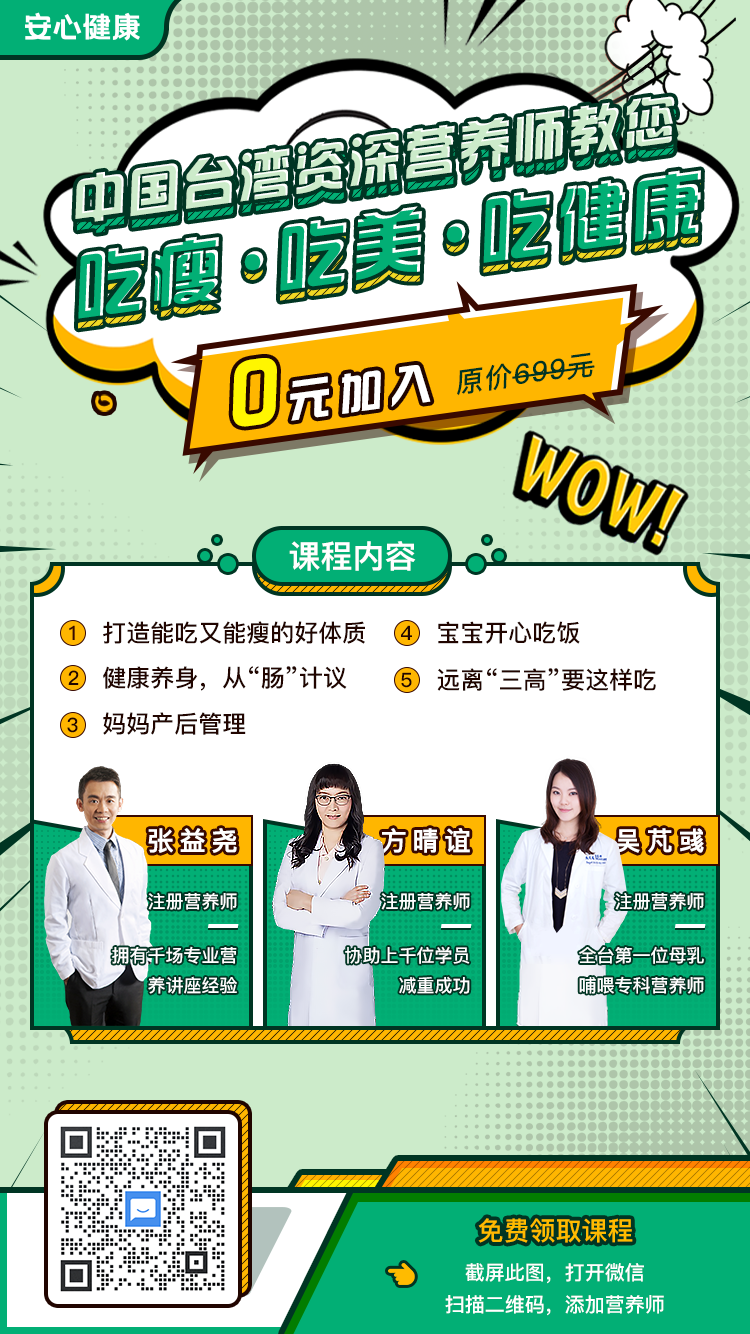 安心健康
中国台湾资深营养师教您
吃瘦·吃美·吃健康
0元加入 原价699元
WOW!
课程内容
1 打造能吃又能瘦的好体质
2 健康养身，从“肠”计议
3 妈妈产后管理
4 宝宝开心吃饭
5 远离“三高”要这样吃
张益尧
注册营养师
拥有千场专业营
养讲座经验
方晴谊
注册营养师
协助上千位学员
减重成功
吴芃彧
注册营养师
全台第一位母乳
哺喂专科营养师
免费领取课程
截屏此图，打开微信
扫描二维码，添加营养师